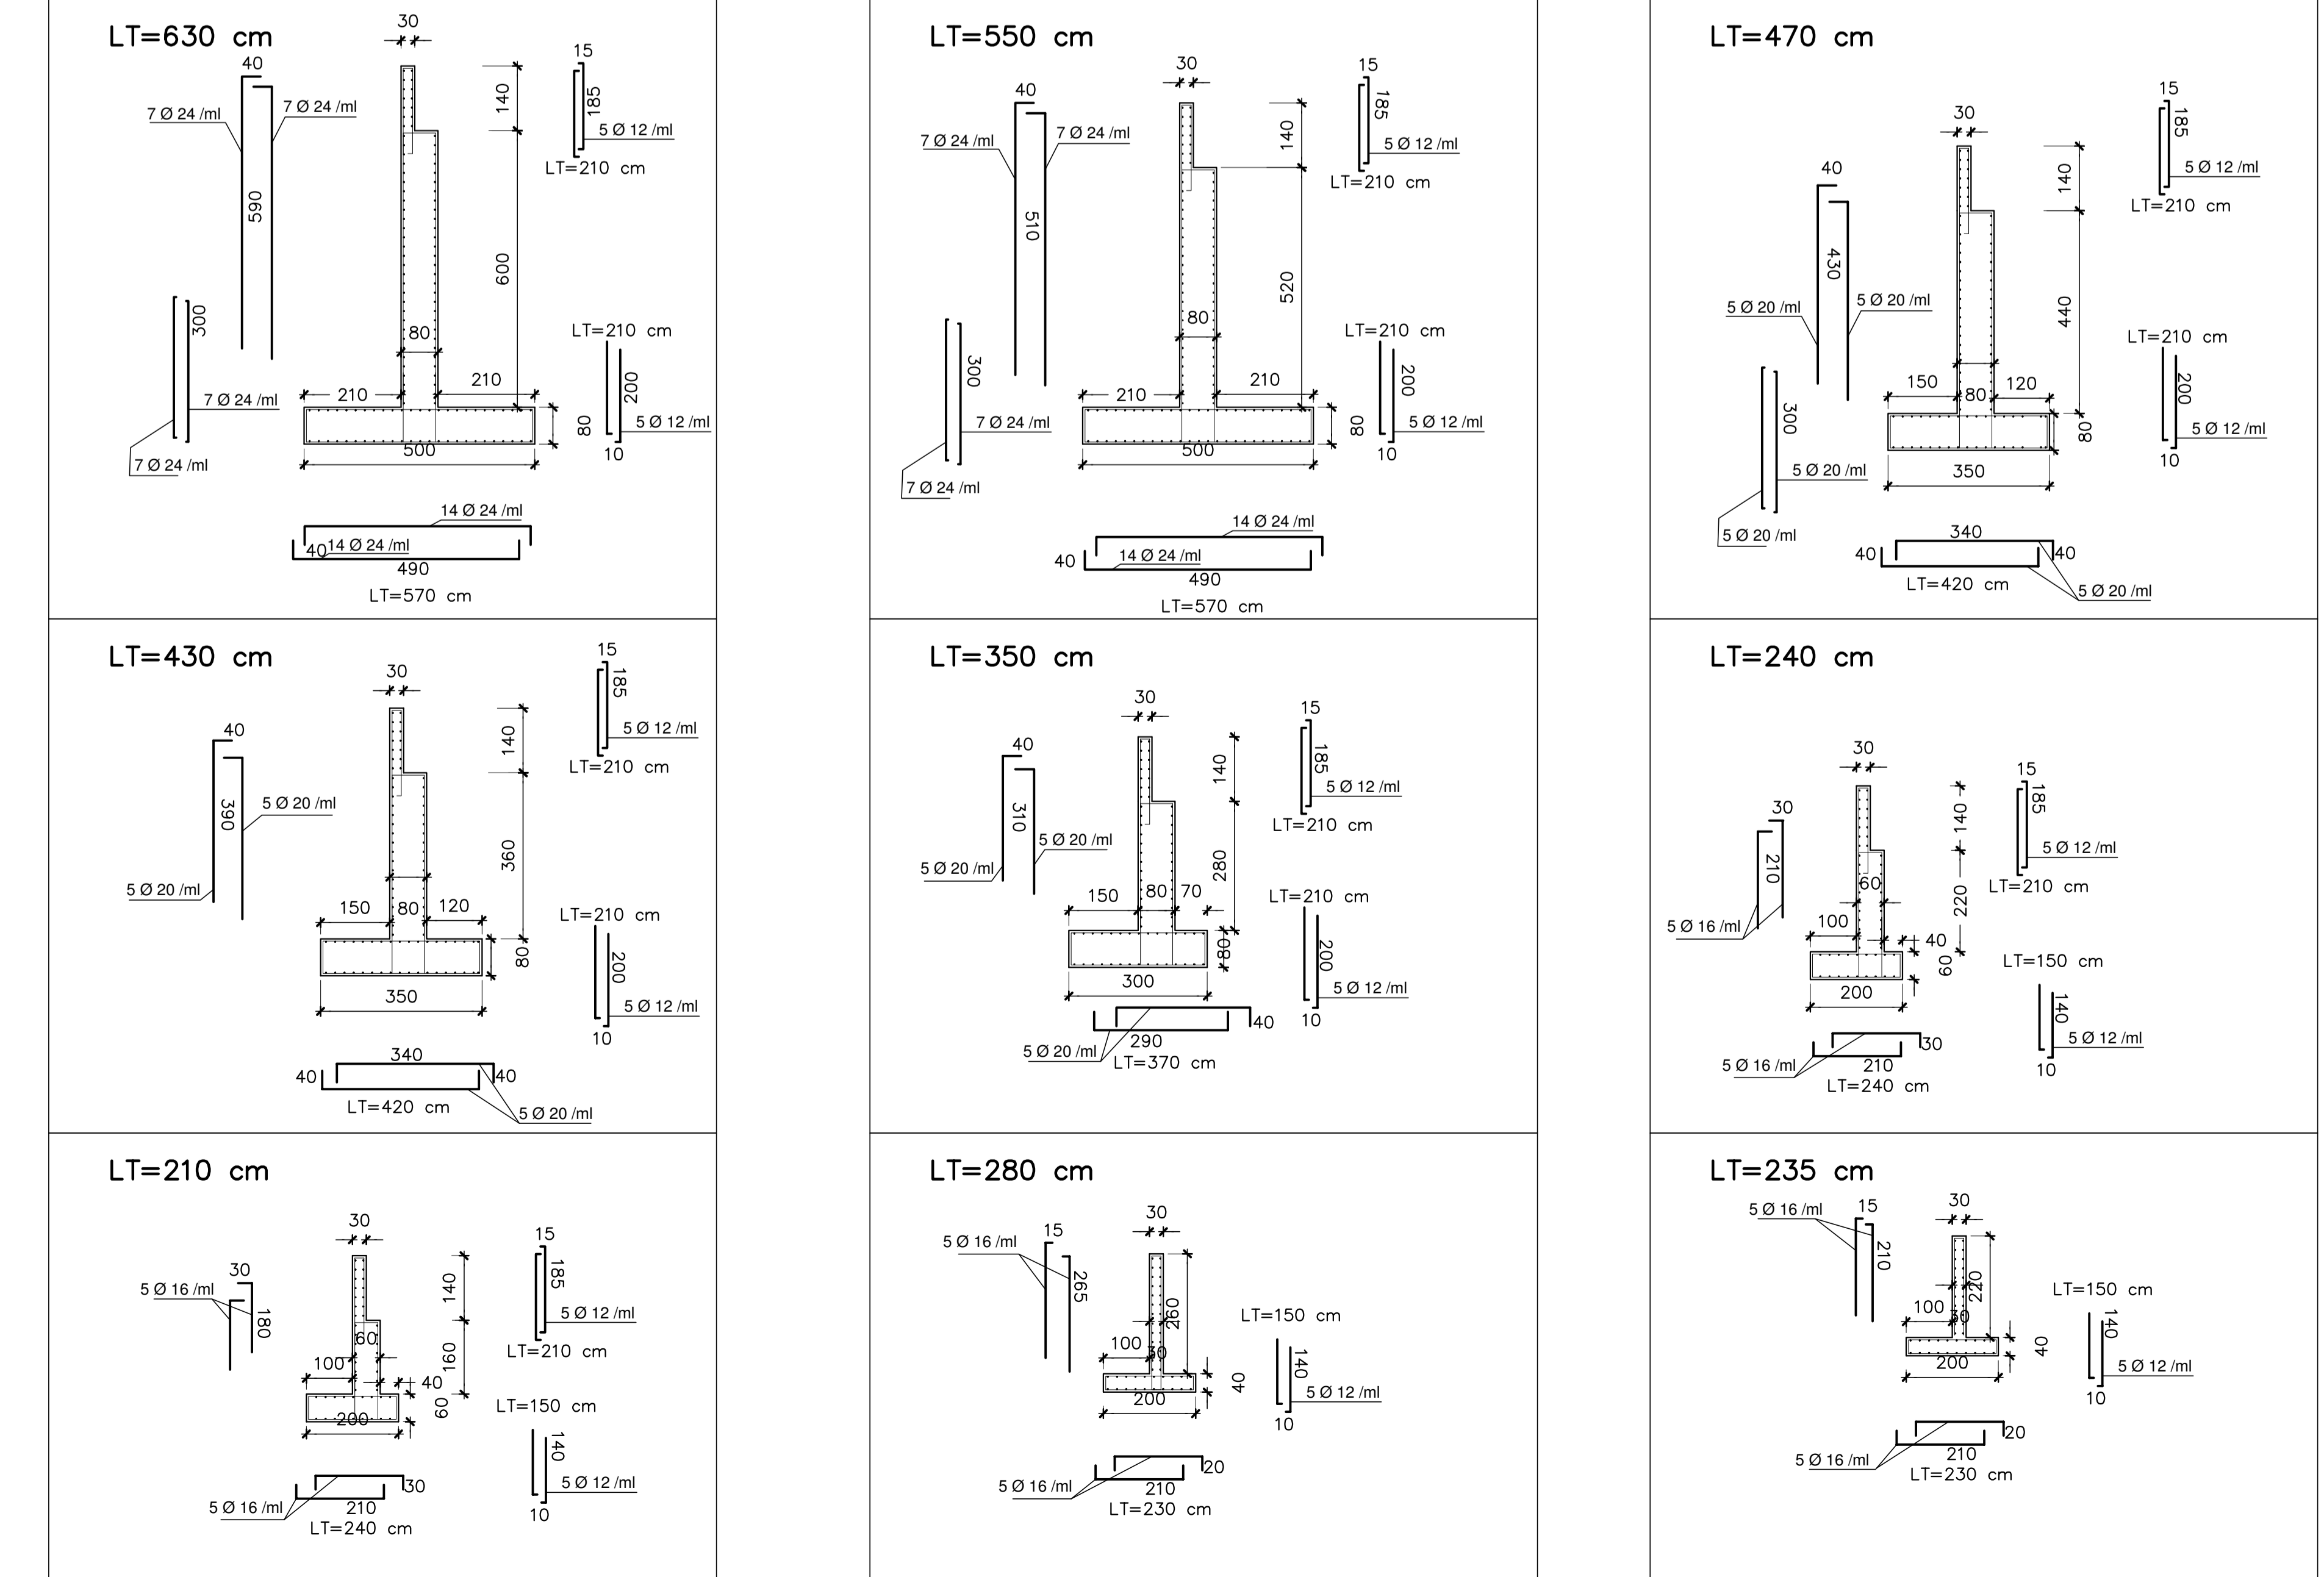 LT=630 cm
30
40
7 Ø 24 /ml
7 Ø 24 /ml
590
140
600
15
185
5 Ø 12 /ml
LT=210 cm
300
7 Ø 24 /ml
7 Ø 24 /ml
80
210
210
80
500
LT=210 cm
200
5 Ø 12 /ml
10
14 Ø 24 /ml
40
14 Ø 24 /ml
490
LT=570 cm
LT=550 cm
30
40
7 Ø 24 /ml
7 Ø 24 /ml
510
140
520
15
185
5 Ø 12 /ml
LT=210 cm
300
7 Ø 24 /ml
7 Ø 24 /ml
80
210
210
80
500
LT=210 cm
200
5 Ø 12 /ml
10
14 Ø 24 /ml
40
14 Ø 24 /ml
490
LT=570 cm
LT=470 cm
30
40
430
5 Ø 20 /ml
5 Ø 20 /ml
140
440
15
185
5 Ø 12 /ml
LT=210 cm
300
5 Ø 20 /ml
5 Ø 20 /ml
150
80
120
80
350
LT=210 cm
200
5 Ø 12 /ml
10
340
40
40
LT=420 cm
5 Ø 20 /ml
LT=430 cm
30
40
390
5 Ø 20 /ml
5 Ø 20 /ml
140
360
15
185
5 Ø 12 /ml
LT=210 cm
150
80
120
80
350
LT=210 cm
200
5 Ø 12 /ml
10
340
40
40
LT=420 cm
5 Ø 20 /ml
LT=350 cm
30
40
310
5 Ø 20 /ml
5 Ø 20 /ml
140
280
15
185
5 Ø 12 /ml
LT=210 cm
150
80
70
80
300
LT=210 cm
200
5 Ø 12 /ml
10
40
290
5 Ø 20 /ml
LT=370 cm
LT=240 cm
30
30
210
5 Ø 16 /ml
140
220
15
185
5 Ø 12 /ml
LT=210 cm
60
100
40
60
200
LT=150 cm
140
5 Ø 12 /ml
10
30
5 Ø 16 /ml
210
LT=240 cm
LT=210 cm
30
30
5 Ø 16 /ml
180
140
160
15
185
5 Ø 12 /ml
LT=210 cm
60
100
40
60
200
LT=150 cm
140
5 Ø 12 /ml
10
30
5 Ø 16 /ml
210
LT=240 cm
LT=280 cm
30
15
5 Ø 16 /ml
265
260
100
30
40
200
LT=150 cm
140
5 Ø 12 /ml
10
20
5 Ø 16 /ml
210
LT=230 cm
LT=235 cm
30
15
5 Ø 16 /ml
210
220
100
30
40
200
LT=150 cm
140
5 Ø 12 /ml
10
20
5 Ø 16 /ml
210
LT=230 cm